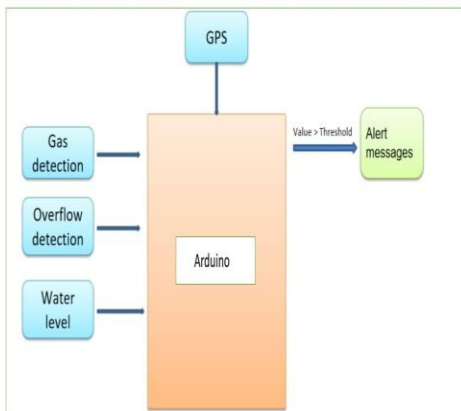 GPS
Gas
detection
Overflow
detection
Water
level
Arduino
Value > Threshold
Alert
messages